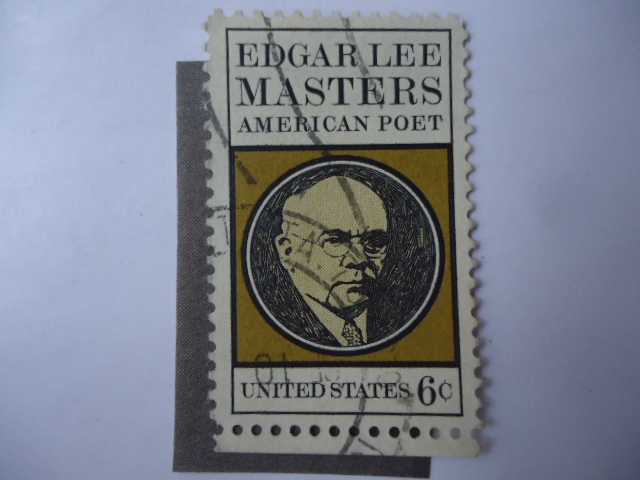 EDGAR LEE
MASTERS
AMERICAN POET
UNITED STATES 6¢